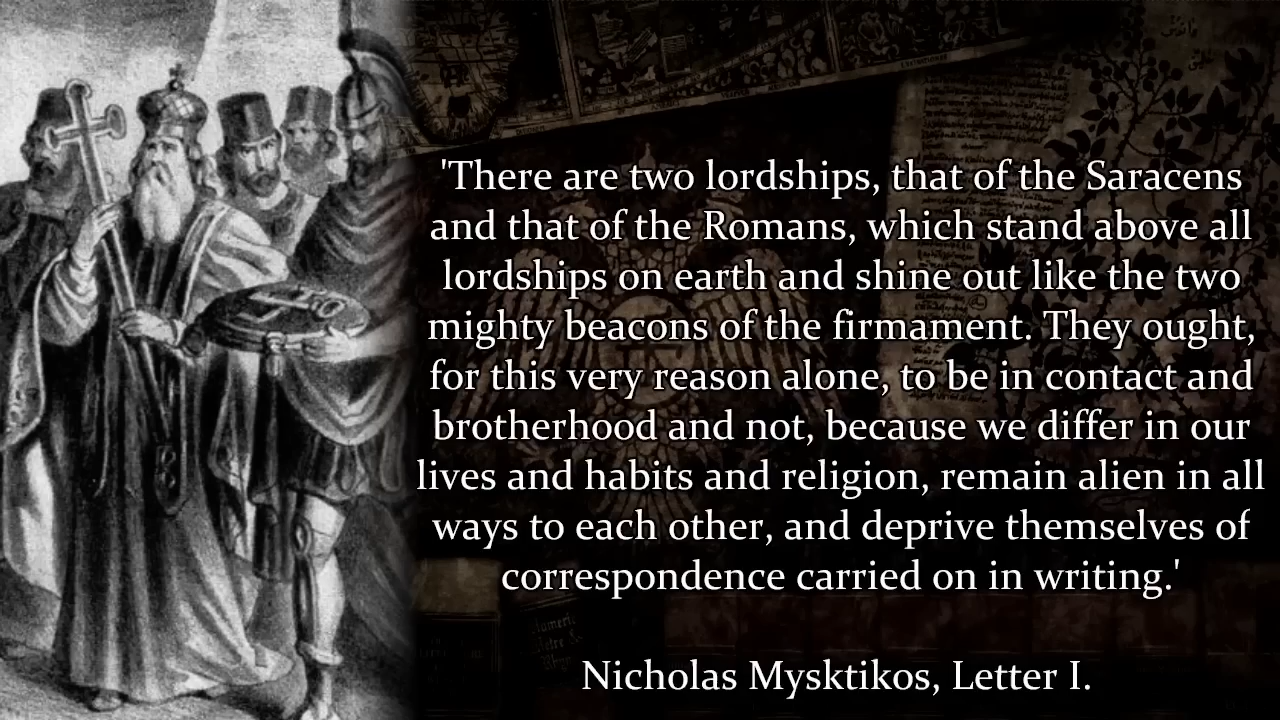 'There are two lordships, that of the Saracens
and that of the Romans, which stand above all
lordships on earth and shine out like the two
mighty beacons of the firmament. They ought,
for this very reason alone, to be in contact and
brotherhood and not, because we differ in our
lives and habits and religion, remain alien in all
ways to each other, and deprive themselves of
correspondence carried on in writing.'
Nicholas Mysktikos, Letter I.